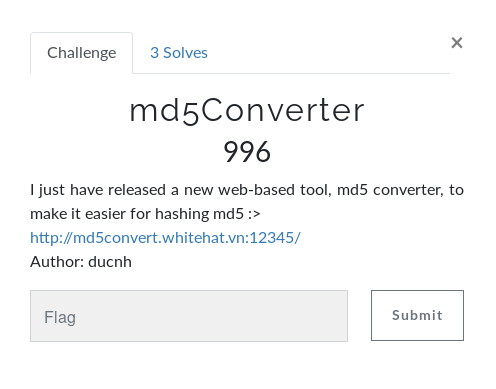 Challenge
3 Solves
×
md5Converter
996
I just have released a new web-based tool, md5 converter, to
make it easier for hashing md5 :>
http://md5convert.whitehat.vn:12345/
Author: ducnh
Flag
Submit